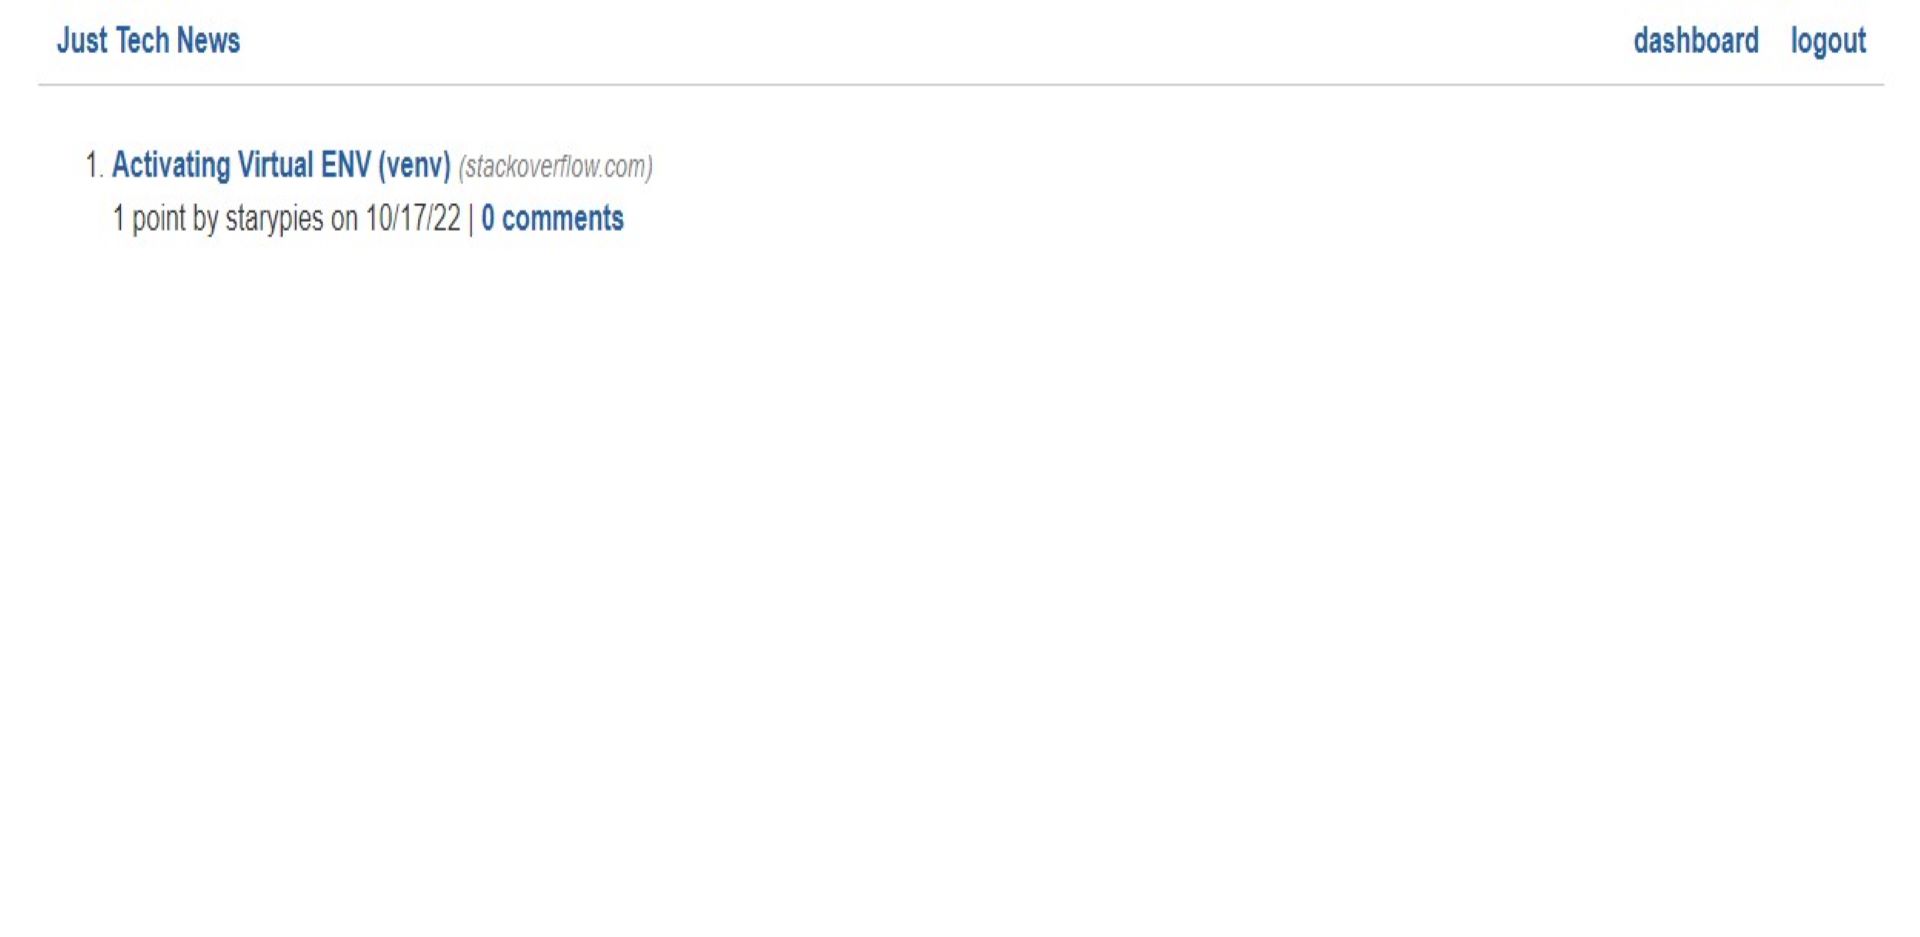 Just Tech News
dashboard logout
1. Activating Virtual ENV (venv) (stackoverflow.com)
1 point by starypies on 10/17/22 | 0 comments